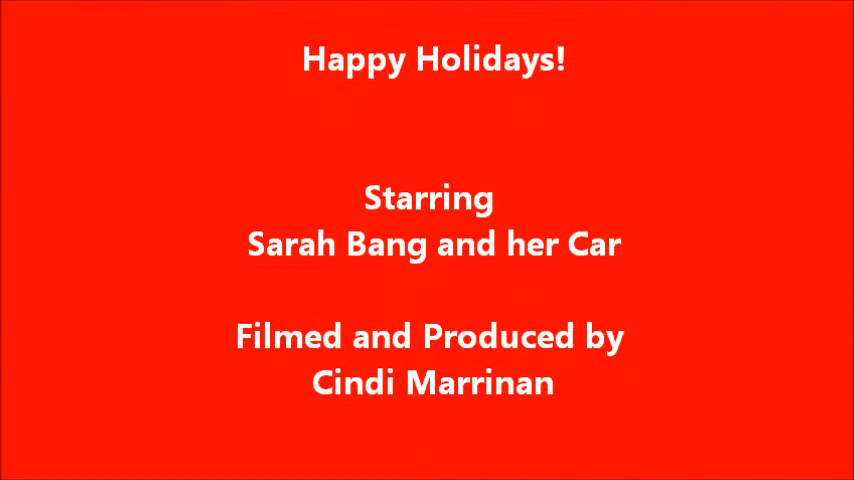 Happy Holidays!
Starring
Sarah Bang and her Car
Filmed and Produced by
Cindi Marrinan